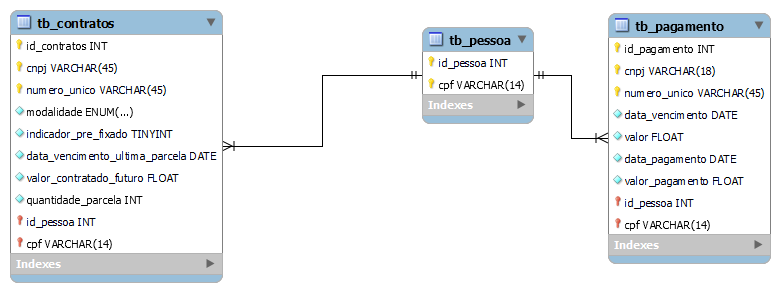 tb_contratos
id_contratos INT
cnpj VARCHAR(45)
numero_unico VARCHAR(45)
modalidade ENUM(...)
indicador_pre_fixado TINYINT
data_vencimento_ultima_parcela DATE
valor_contratado_futuro FLOAT
quantidade_parcela INT
id_pessoa INT
cpf VARCHAR(14)
Indexes
tb_pessoa
id_pessoa INT
cpf VARCHAR(14)
Indexes
tb_pagamento
id_pagamento INT
cnpj VARCHAR(18)
numero_unico VARCHAR(45)
data_vencimento DATE
valor FLOAT
data_pagamento DATE
valor_pagamento FLOAT
id_pessoa INT
cpf VARCHAR(14)
Indexes